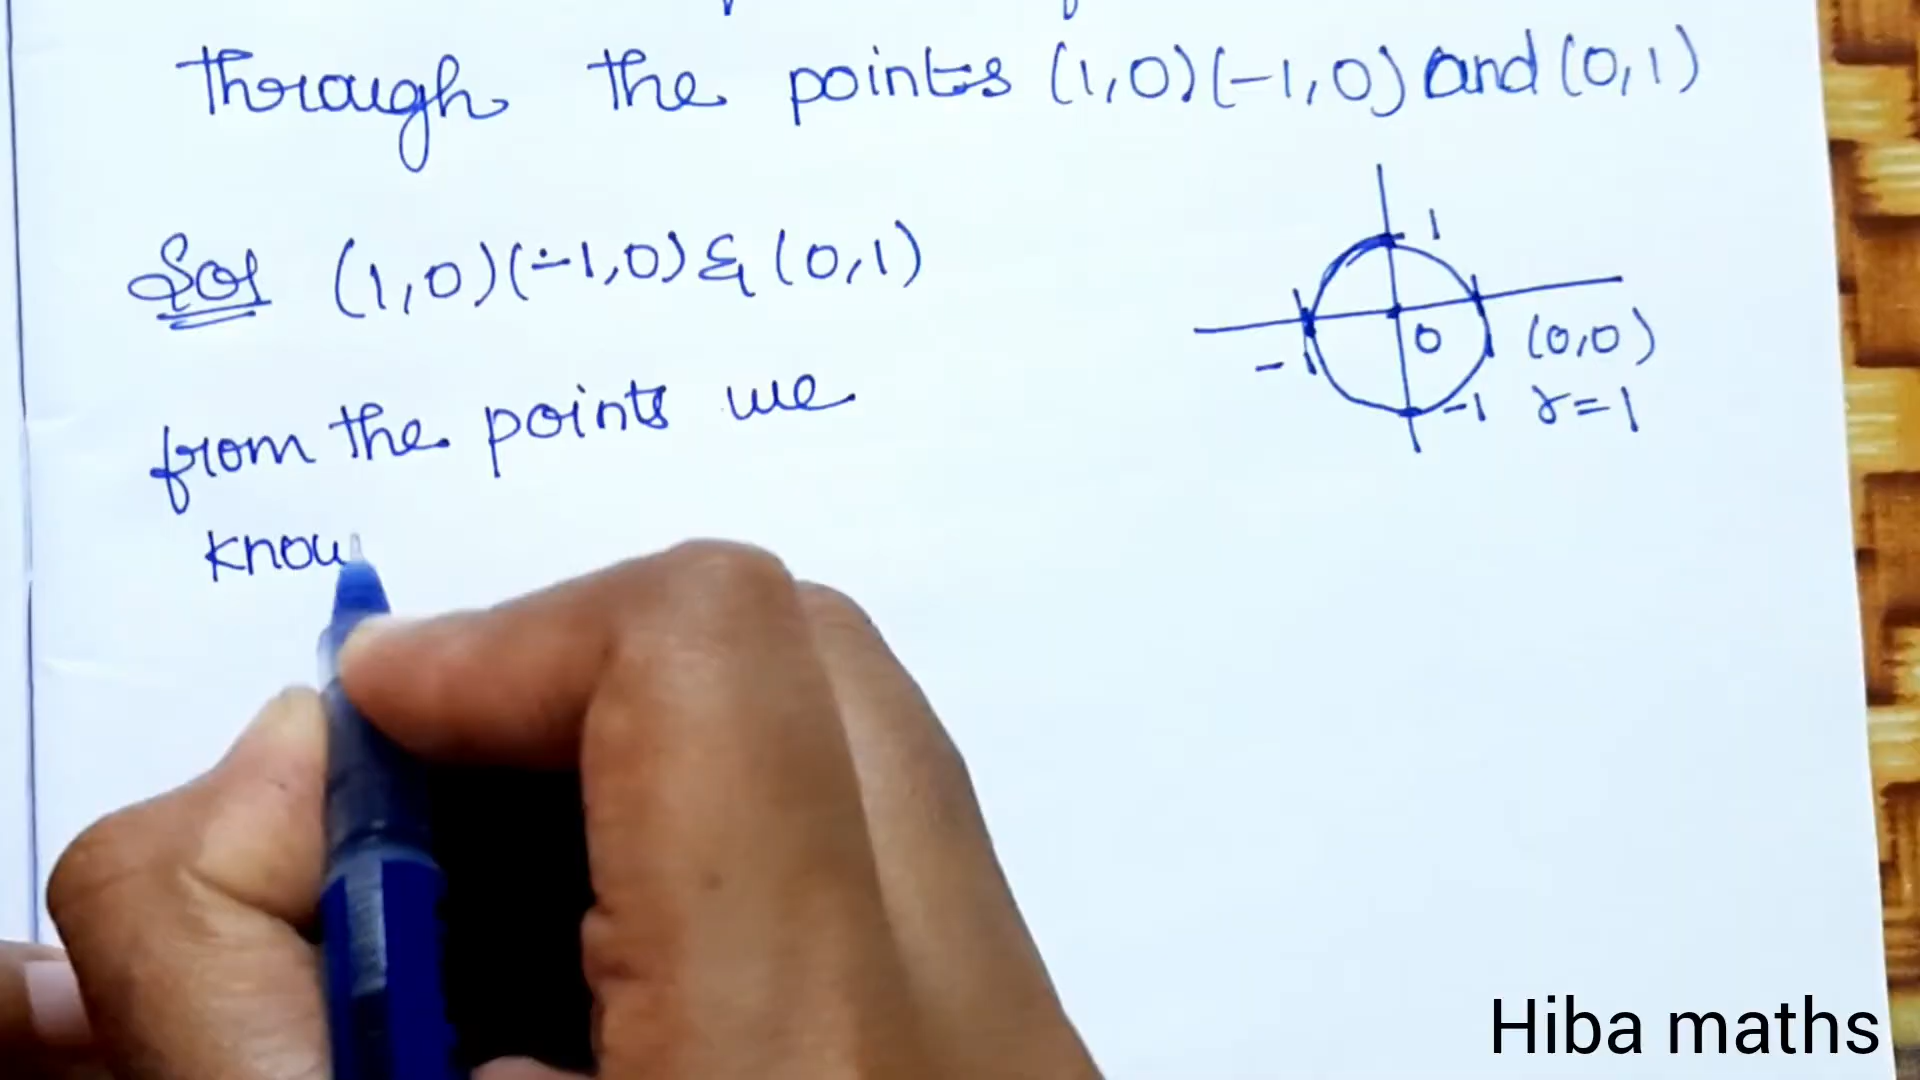 through the points (1,0)(-1,0) and (0,1)
Sol (1,0)(-1,0) & (0,1)
1
0 (0,0)
-1
-1 r=1
from the points we
know
Hiba maths